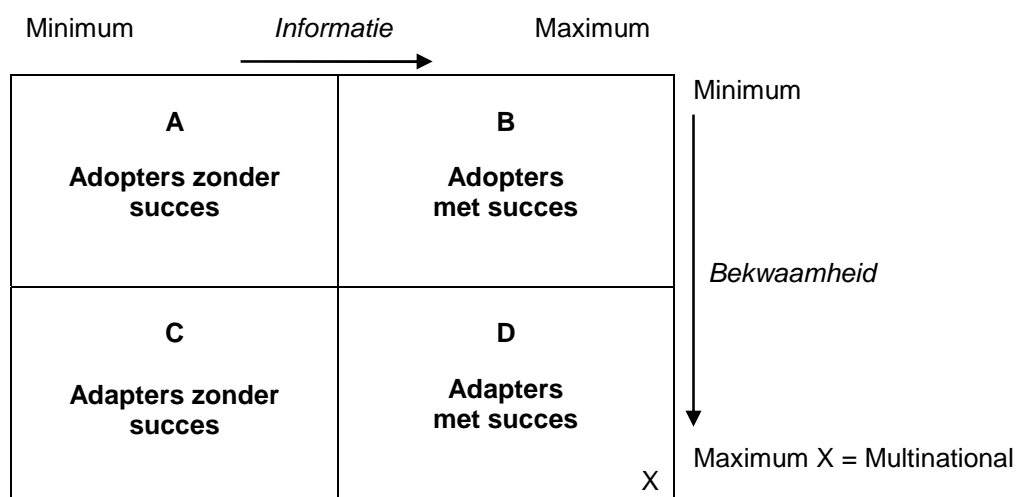 Minimum Informatie Maximum
Minimum
A
Adopters zonder
succes
B
Adopters
met succes
Bekwaamheid
C
Adapters zonder
succes
D
Adapters
met succes
X
Maximum X = Multinational